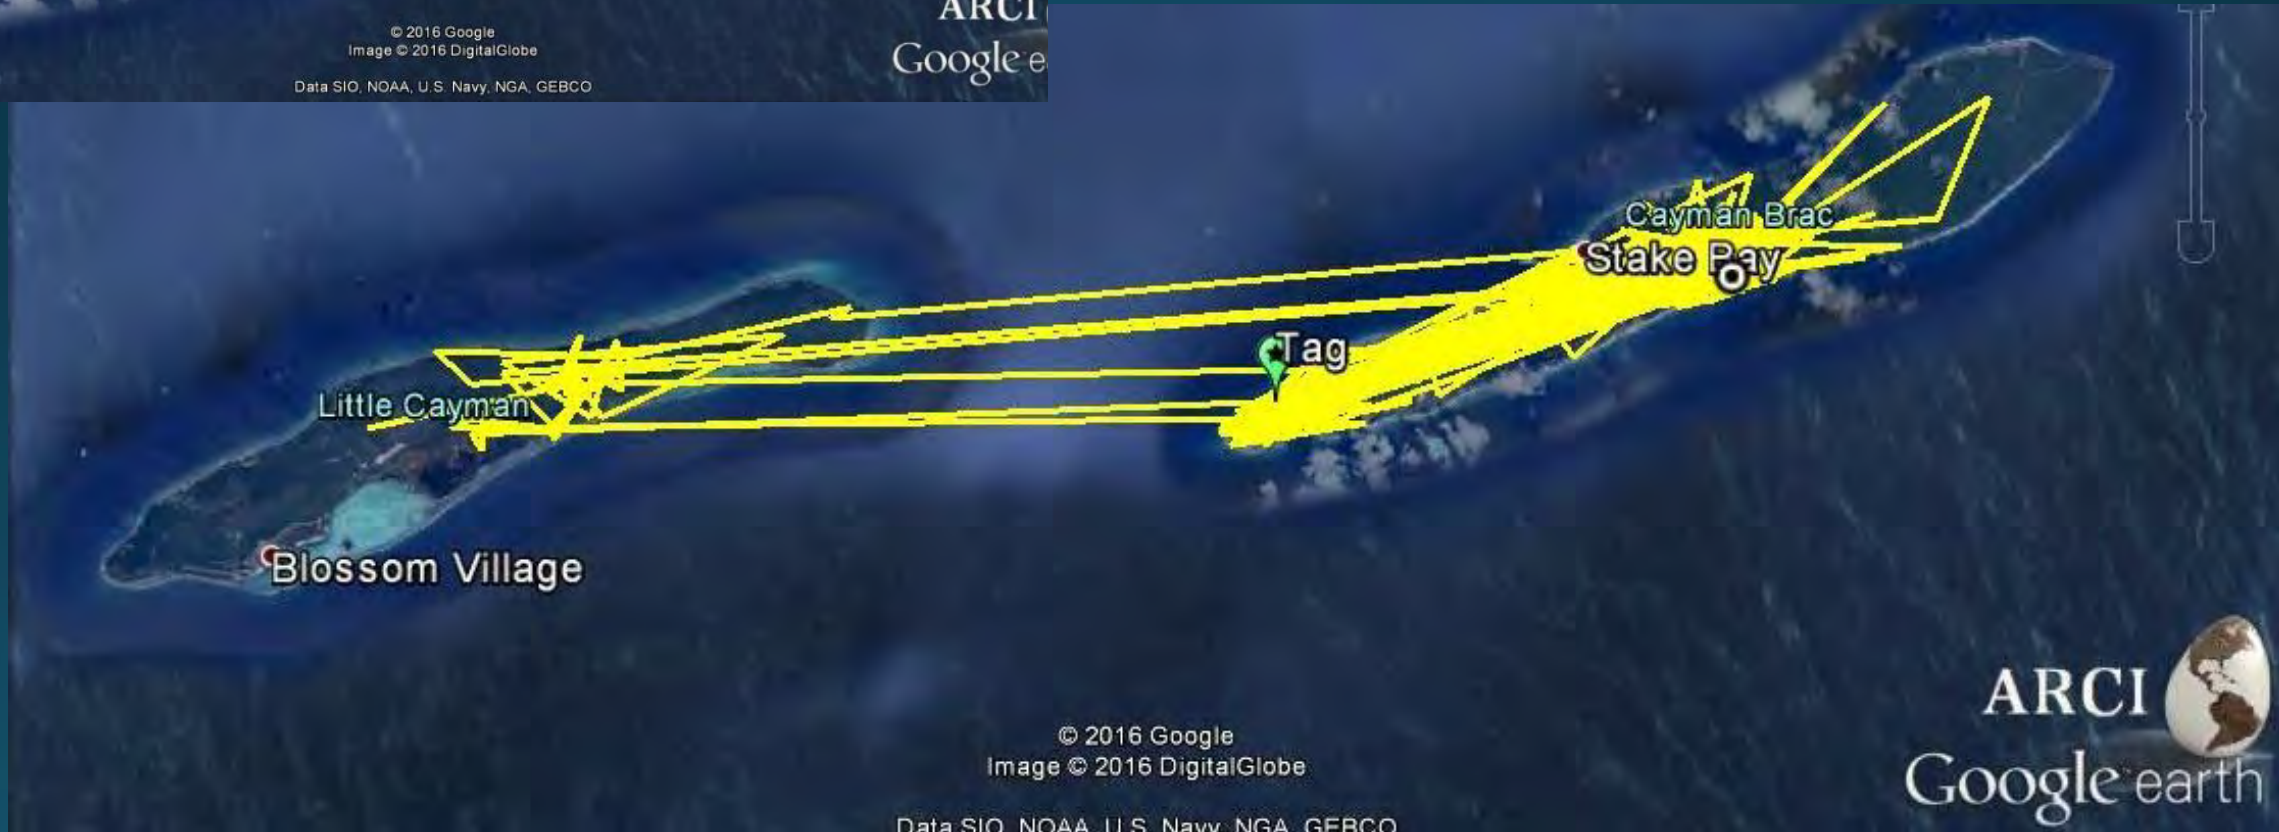 ARCI
© 2016 Google
Image © 2016 DigitalGlobe
Google e
Data SIO, NOAA, U.S. Navy, NGA, GEBCO
Cayman Brac
Stake Bay
Tag
Little Cayman
Blossom Village
ARCI
© 2016 Google
Image © 2016 DigitalGlobe
Google earth
Data SIO, NOAA, U.S. Navy, NGA, GEBCO